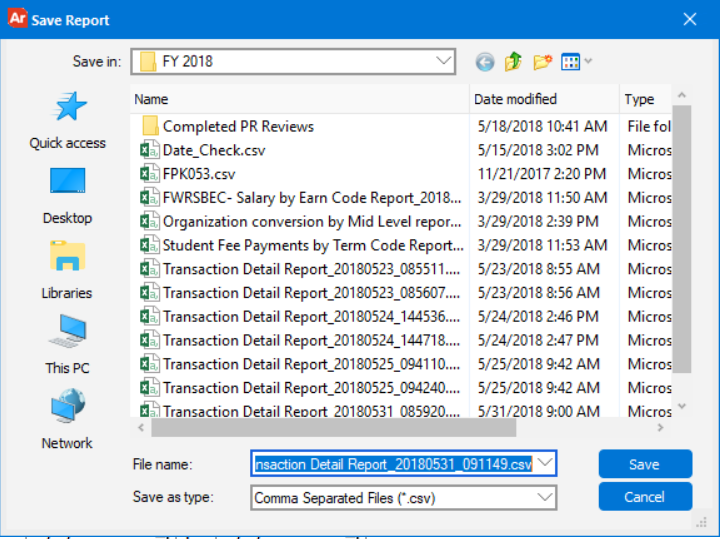 Ar Save Report
Save in: FY 2018
Name Date modified Type
Quick access
Desktop
Libraries
This PC
Network
Completed PR Reviews 5/18/2018 10:41 AM File fol
Date_Check.csv 5/15/2018 3:02 PM Micros
FPK053.csv 11/21/2017 2:20 PM Micros
FWRSBEC- Salary by Earn Code Report_2018... 3/29/2018 11:50 AM Micros
Organization conversion by Mid Level repor... 3/29/2018 2:39 PM Micros
Student Fee Payments by Term Code Report... 3/29/2018 11:53 AM Micros
Transaction Detail Report_20180523_085511.... 5/23/2018 8:55 AM Micros
Transaction Detail Report_20180523_085607.... 5/23/2018 8:56 AM Micros
Transaction Detail Report_20180524_144536.... 5/24/2018 2:46 PM Micros
Transaction Detail Report_20180524_144718.... 5/24/2018 2:47 PM Micros
Transaction Detail Report_20180525_094110.... 5/25/2018 9:42 AM Micros
Transaction Detail Report_20180525_094240.... 5/25/2018 9:42 AM Micros
Transaction Detail Report_20180531_085920.... 5/31/2018 9:00 AM Micros
File name: nsaction Detail Report_20180531_091149.csv Save
Save as type: Comma Separated Files (*.csv) Cancel